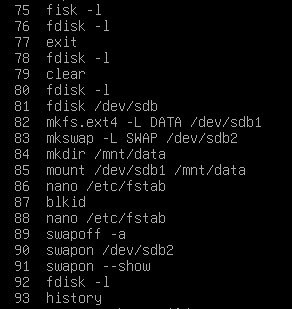 75 fisk -l
76 fdisk -l
77 exit
78 fdisk -l
79 clear
80 fdisk -l
81 fdisk /dev/sdb
82 mkfs.ext4 -L DATA /dev/sdb1
83 mkswap -L SWAP /dev/sdb2
84 mkdir /mnt/data
85 mount /dev/sdb1 /mnt/data
86 nano /etc/fstab
87 blkid
88 nano /etc/fstab
89 swapoff -a
90 swapon /dev/sdb2
91 swapon --show
92 fdisk -l
93 history